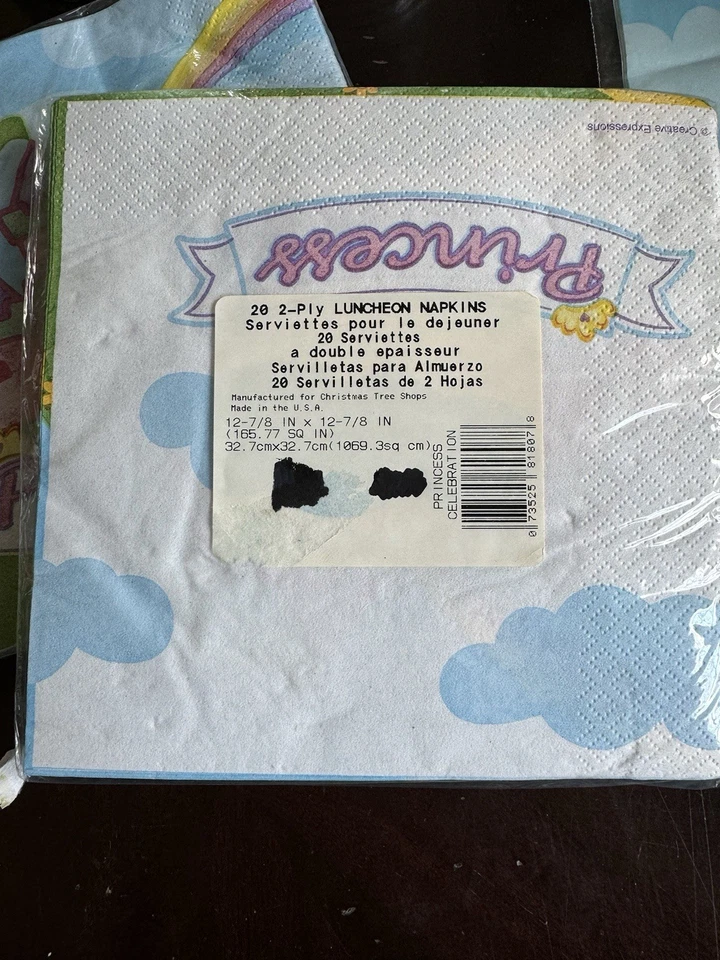 © Creative Expressions
Princess
20 2-Ply LUNCHEON NAPKINS
Serviettes pour le dejeuner
20 Serviettes
a double epaisseur
Servilletas para Almuerzo
20 Servilletas de 2 Hojas
Manufactured for Christmas Tree Shops
Made in the U.S.A.
12-7/8 IN x 12-7/8 IN
(165.77 SQ IN)
32.7cmx32.7cm(1069.3sq cm)
PRINCESS
CELEBRATION
0 73525 81807 8